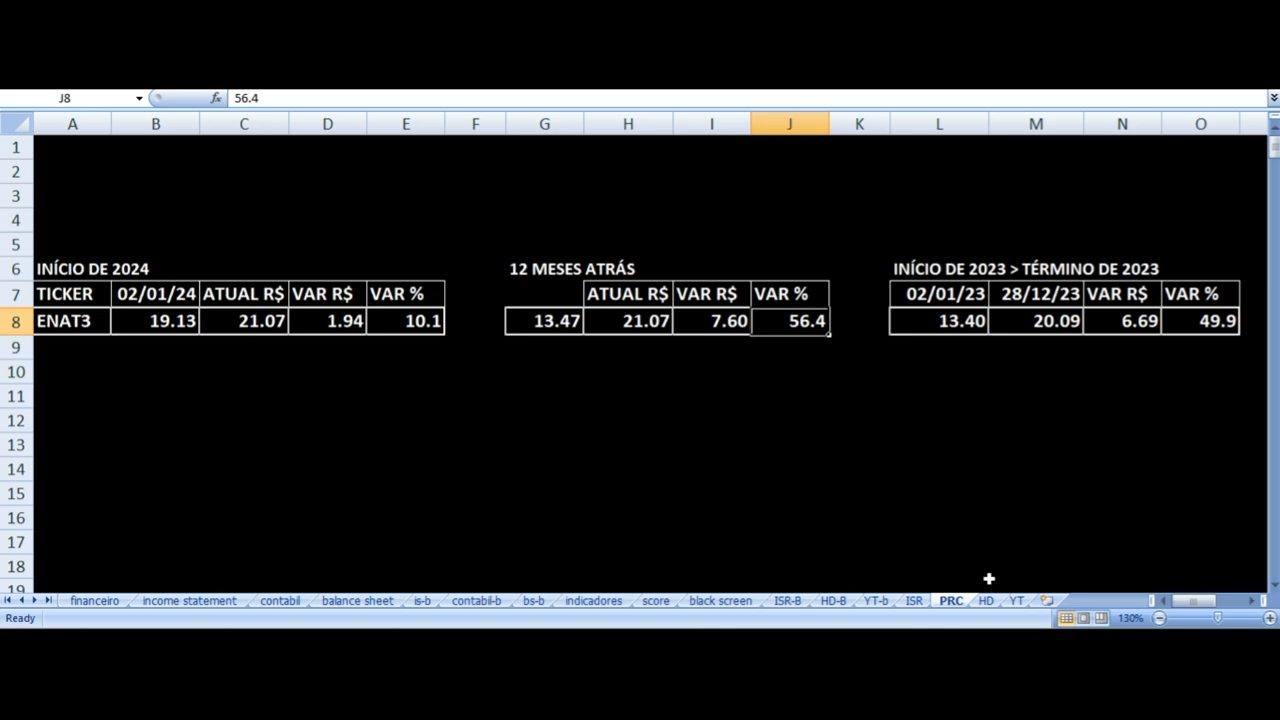 J8 fx 56.4
A B C D E F G H I J K L M N O
1
2
3
4
5
6 INÍCIO DE 2024 12 MESES ATRÁS INÍCIO DE 2023 > TÉRMINO DE 2023
7 TICKER 02/01/24 ATUAL R$ VAR R$ VAR % ATUAL R$ VAR R$ VAR % 02/01/23 28/12/23 VAR R$ VAR %
8 ENAT3 19.13 21.07 1.94 10.1 13.47 21.07 7.60 56.4 13.40 20.09 6.69 49.9
9
10
11
12
13
14
15
16
17
18
19
financeiro income statement contabil balance sheet is-b contabil-b bs-b indicadores score black screen ISR-B HD-B YT-b ISR PRC HD YT
Ready 130%